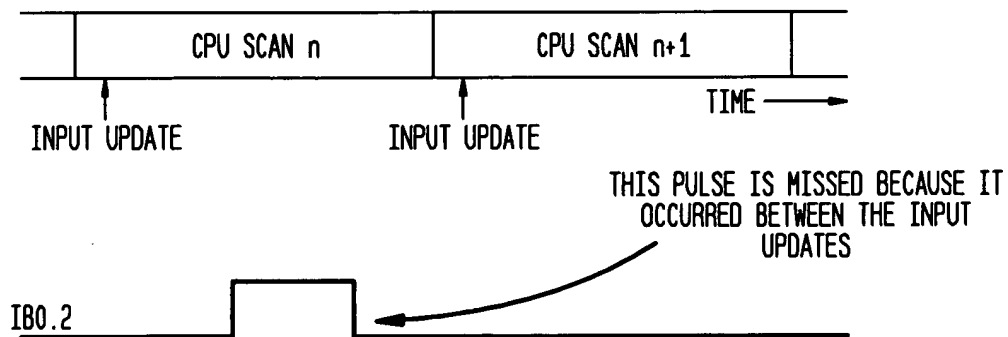 CPU SCAN n
CPU SCAN n+1
TIME
INPUT UPDATE
INPUT UPDATE
THIS PULSE IS MISSED BECAUSE IT
OCCURRED BETWEEN THE INPUT
UPDATES
IB0.2